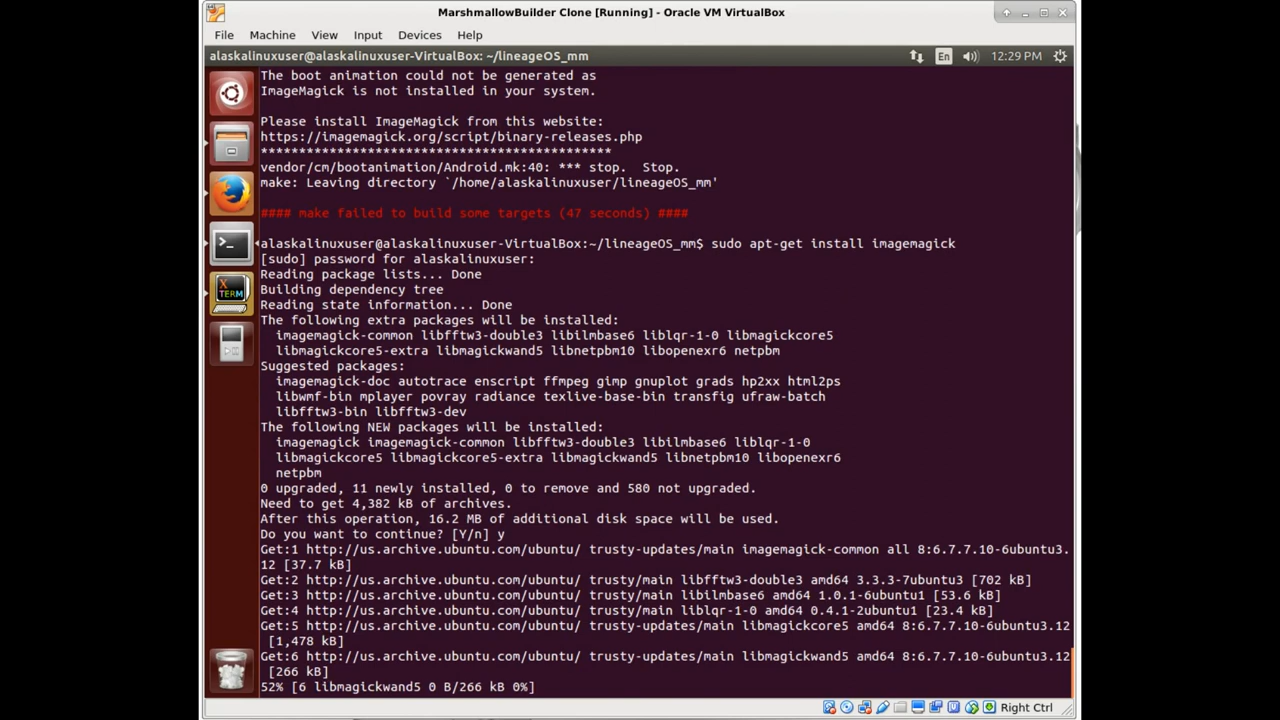 MarshmallowBuilder Clone [Running] - Oracle VM VirtualBox
File Machine View Input Devices Help
alaskalinuxuser@alaskalinuxuser-VirtualBox: ~/lineageOS_mm En 12:29 PM
The boot animation could not be generated as
ImageMagick is not installed in your system.
Please install ImageMagick from this website:
https://imagemagick.org/script/binary-releases.php
**********************************************
vendor/cm/bootanimation/Android.mk:40: *** stop.  Stop.
make: Leaving directory `/home/alaskalinuxuser/lineageOS_mm'
#### make failed to build some targets (47 seconds) ####
alaskalinuxuser@alaskalinuxuser-VirtualBox:~/lineageOS_mm$ sudo apt-get install imagemagick
[sudo] password for alaskalinuxuser:
Reading package lists... Done
Building dependency tree
Reading state information... Done
The following extra packages will be installed:
imagemagick-common libfftw3-double3 libilmbase6 liblqr-1-0 libmagickcore5
libmagickcore5-extra libmagickwand5 libnetpbm10 libopenexr6 netpbm
Suggested packages:
imagemagick-doc autotrace enscript ffmpeg gimp gnuplot grads hp2xx html2ps
libwmf-bin mplayer povray radiance texlive-base-bin transfig ufraw-batch
libfftw3-bin libfftw3-dev
The following NEW packages will be installed:
imagemagick imagemagick-common libfftw3-double3 libilmbase6 liblqr-1-0
libmagickcore5 libmagickcore5-extra libmagickwand5 libnetpbm10 libopenexr6
netpbm
0 upgraded, 11 newly installed, 0 to remove and 580 not upgraded.
Need to get 4,382 kB of archives.
After this operation, 16.2 MB of additional disk space will be used.
Do you want to continue? [Y/n] y
Get:1 http://us.archive.ubuntu.com/ubuntu/ trusty-updates/main imagemagick-common all 8:6.7.7.10-6ubuntu3.
12 [37.7 kB]
Get:2 http://us.archive.ubuntu.com/ubuntu/ trusty/main libfftw3-double3 amd64 3.3.3-7ubuntu3 [702 kB]
Get:3 http://us.archive.ubuntu.com/ubuntu/ trusty/main libilmbase6 amd64 1.0.1-6ubuntu1 [53.6 kB]
Get:4 http://us.archive.ubuntu.com/ubuntu/ trusty/main liblqr-1-0 amd64 0.4.1-2ubuntu1 [23.4 kB]
Get:5 http://us.archive.ubuntu.com/ubuntu/ trusty-updates/main libmagickcore5 amd64 8:6.7.7.10-6ubuntu3.12
[1,478 kB]
Get:6 http://us.archive.ubuntu.com/ubuntu/ trusty-updates/main libmagickwand5 amd64 8:6.7.7.10-6ubuntu3.12
[266 kB]
52% [6 libmagickwand5 0 B/266 kB 0%]
X
TERM
Right Ctrl